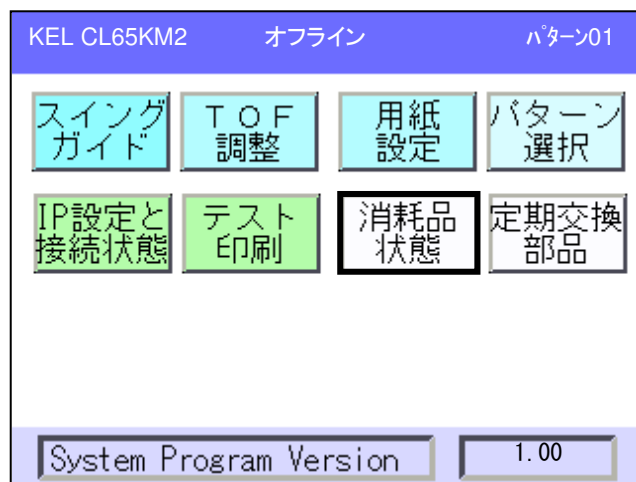 KEL CL65KM2 オフライン ﾊﾟﾀｰﾝ01
スイング
ガイド
ＴＯＦ
調整
用紙
設定
パターン
選択
IP設定と
接続状態
テスト
印刷
消耗品
状態
定期交換
部品
System Program Version 1.00